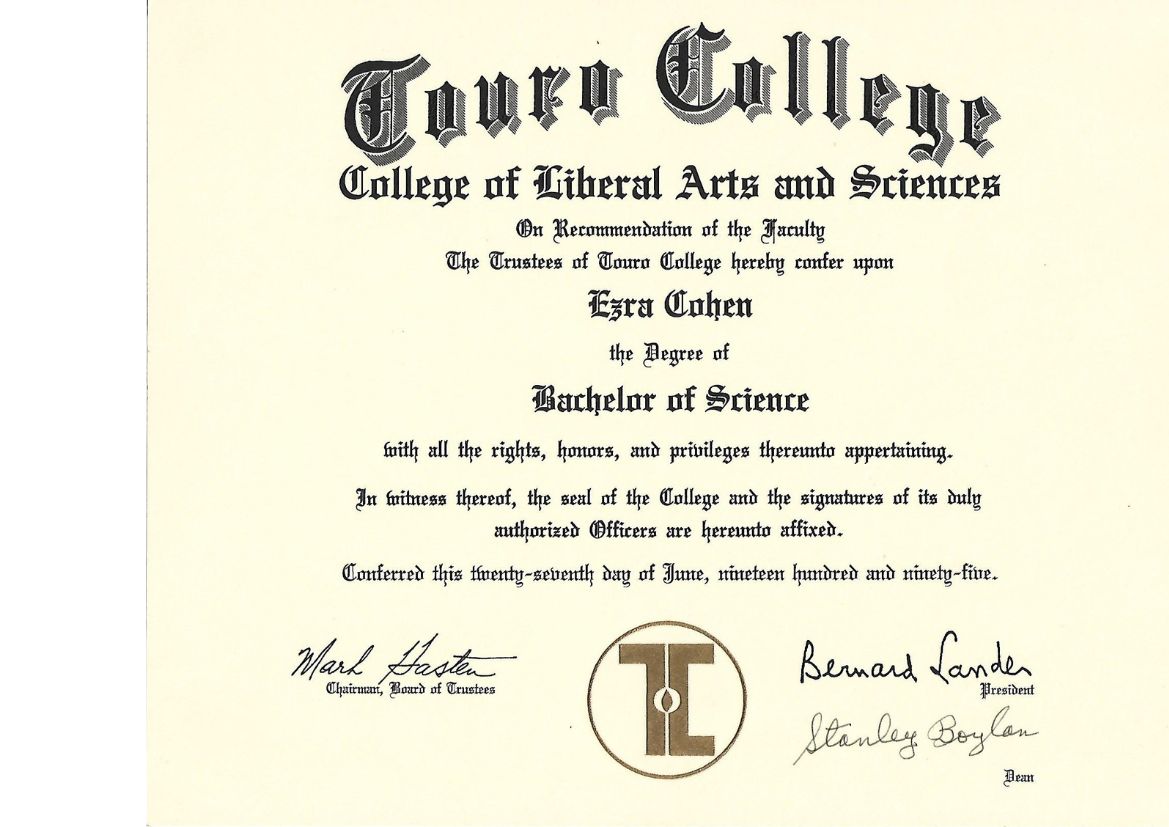 Touro College
College of Liberal Arts and Sciences
On Recommendation of the Faculty
The Trustees of Touro College hereby confer upon
Ezra Cohen
the Degree of
Bachelor of Science
with all the rights, honors, and privileges thereunto appertaining.
In witness thereof, the seal of the College and the signatures of its duly
authorized Officers are hereunto affixed.
Conferred this twenty-seventh day of June, nineteen hundred and ninety-five.
Mark Hasten
Chairman, Board of Trustees
TC
Bernard Lander
President
Stanley Boylan
Dean